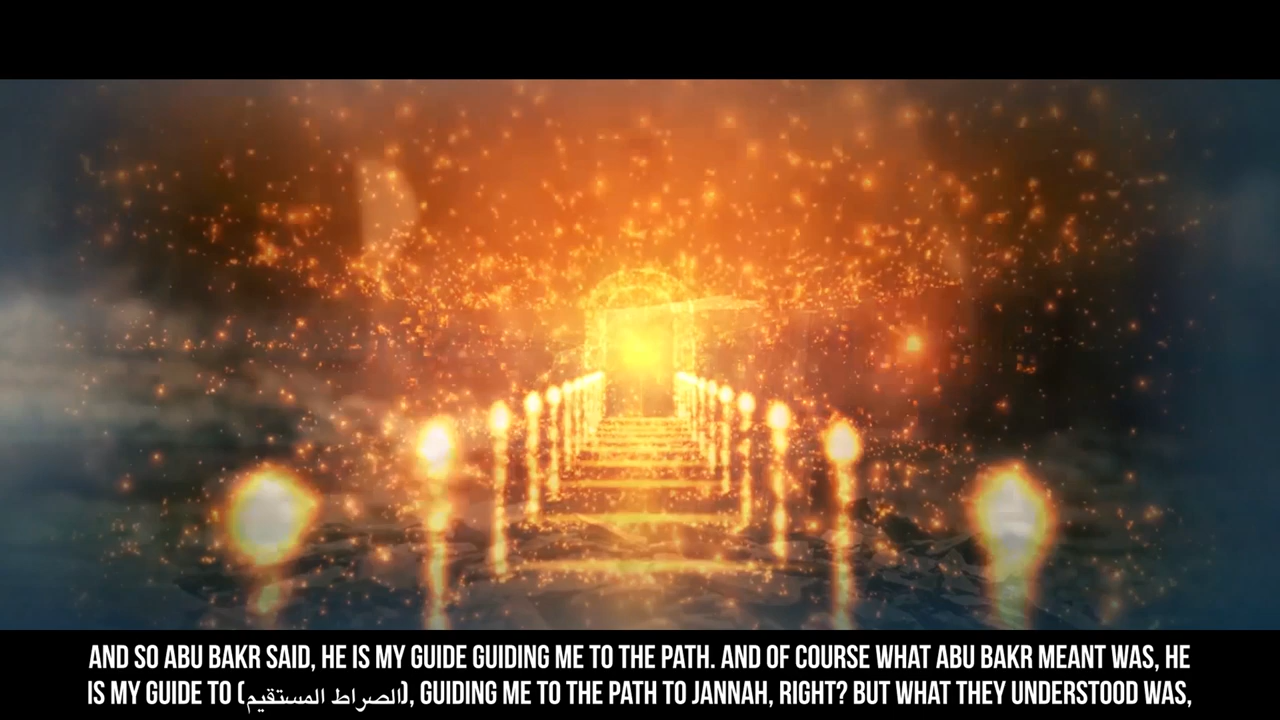 AND SO ABU BAKR SAID, HE IS MY GUIDE GUIDING ME TO THE PATH. AND OF COURSE WHAT ABU BAKR MEANT WAS, HE
IS MY GUIDE TO (الصراط المستقيم), GUIDING ME TO THE PATH TO JANNAH, RIGHT? BUT WHAT THEY UNDERSTOOD WAS,